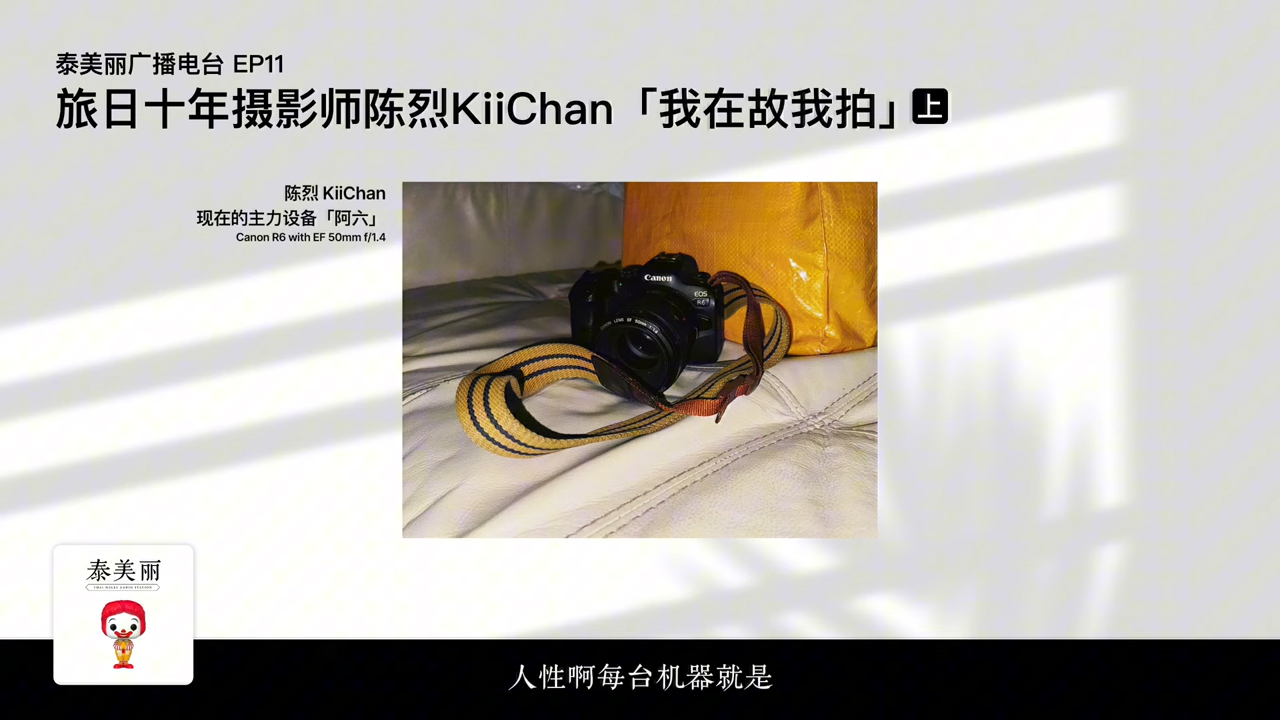 泰美丽广播电台 EP11
旅日十年摄影师陈烈KiiChan「我在故我拍」上
陈烈 KiiChan
现在的主力设备「阿六」
Canon R6 with EF 50mm f/1.4
Canon
EOS
R6
泰美丽
人性啊每台机器就是